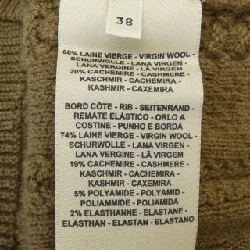 38
80% LAINE VIERGE - VIRGIN WOOL -
SCHURWOLLE - LANA VIRGEN -
LANA VERGINE - LÃ VIRGEN
20% CACHEMIRE - CASHMERE -
KASCHMIR - CACHEMIRA -
KASHMIR - CAXEMIRA
BORD CÔTE - RIB - SEITENRAND -
REMATE ELÁSTICO - ORLO A
COSTINE - PUNHO E BORDA
74% LAINE VIERGE - VIRGIN WOOL -
SCHURWOLLE - LANA VIRGEN -
LANA VERGINE - LÃ VIRGEN
19% CACHEMIRE - CASHMERE -
KASCHMIR - CACHEMIRA -
KASHMIR - CAXEMIRA
5% POLYAMIDE - POLYAMID -
POLIAMMIDE - POLIAMIDA
2% ELASTHANNE - ELASTANE -
ELASTHAN - ELASTAN - ELASTANO